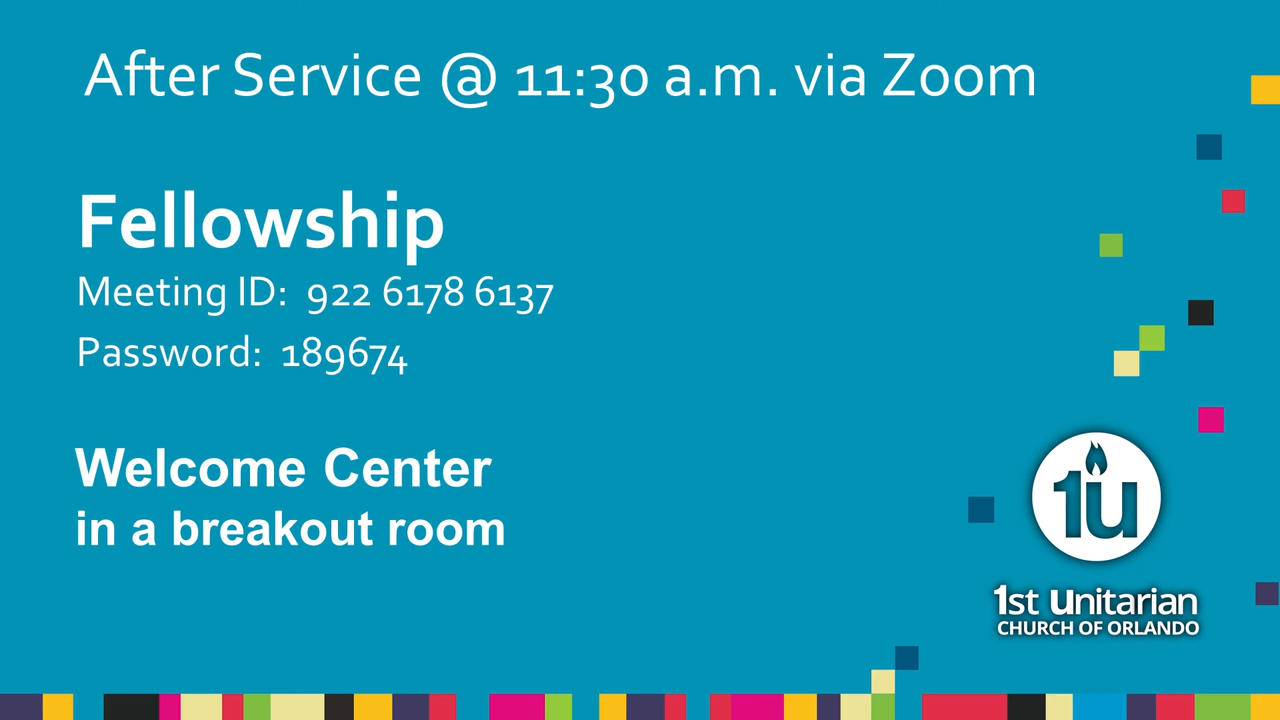 After Service @ 11:30 a.m. via Zoom
Fellowship
Meeting ID: 922 6178 6137
Password: 189674
Welcome Center
in a breakout room
1u
1st unitarian
CHURCH OF ORLANDO